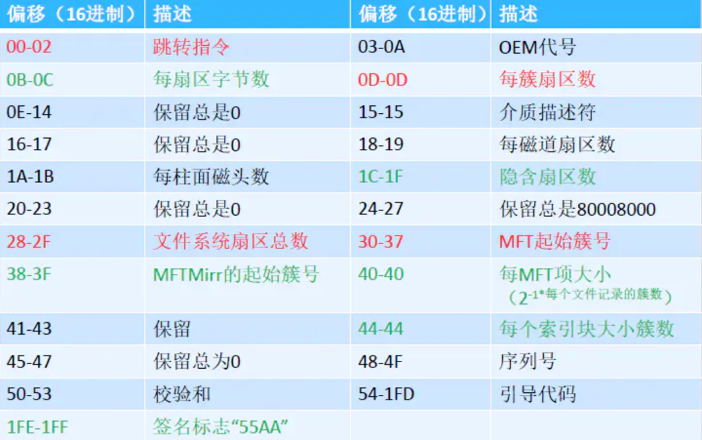 偏移（16进制） 描述 偏移（16进制） 描述
00-02 跳转指令 03-0A OEM代号
0B-0C 每扇区字节数 0D-0D 每簇扇区数
0E-14 保留总是0 15-15 介质描述符
16-17 保留总是0 18-19 每磁道扇区数
1A-1B 每柱面磁头数 1C-1F 隐含扇区数
20-23 保留总是0 24-27 保留总是80008000
28-2F 文件系统扇区总数 30-37 MFT起始簇号
38-3F MFTMirr的起始簇号 40-40 每MFT项大小
（2-1*每个文件记录的簇数）
41-43 保留 44-44 每个索引块大小簇数
45-47 保留总为0 48-4F 序列号
50-53 校验和 54-1FD 引导代码
1FE-1FF 签名标志“55AA”